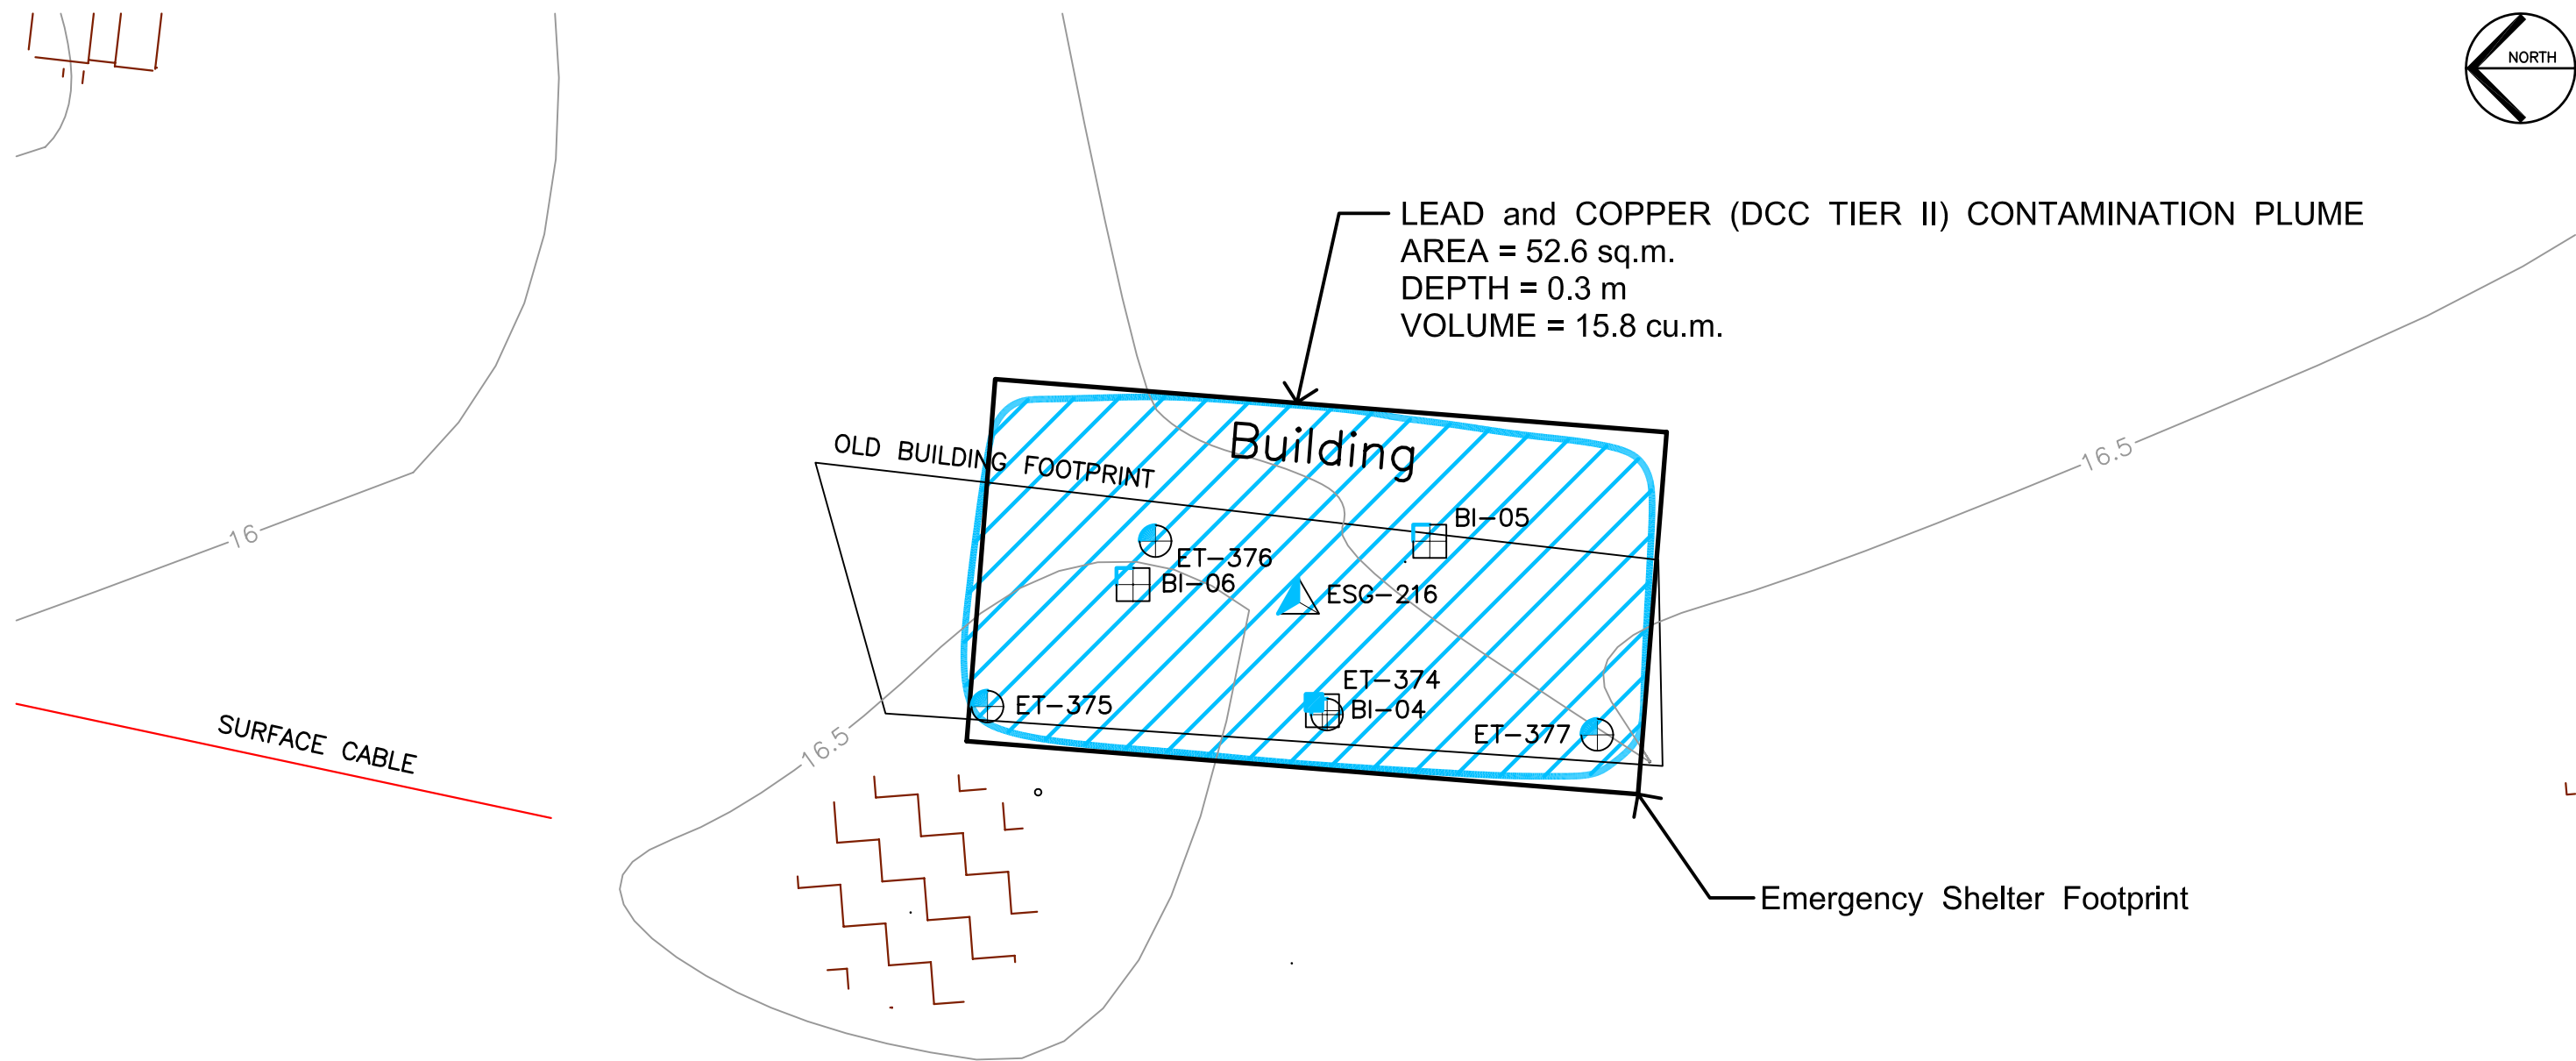 NORTH
LEAD and COPPER (DCC TIER II) CONTAMINATION PLUME
AREA = 52.6 sq.m.
DEPTH = 0.3 m
VOLUME = 15.8 cu.m.
Building
OLD BUILDING FOOTPRINT
16.5
BI-05
16
ET-376
BI-06
ESG-216
ET-374
ET-375
BI-04
ET-377
16.5
SURFACE CABLE
Emergency Shelter Footprint